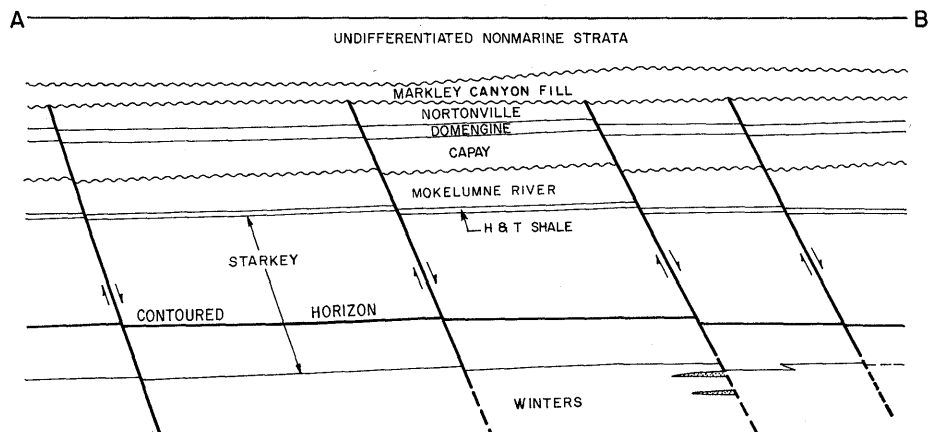 A
B
UNDIFFERENTIATED NONMARINE STRATA
MARKLEY CANYON FILL
NORTONVILLE
DOMENGINE
CAPAY
MOKELUMNE RIVER
H & T SHALE
STARKEY
CONTOURED HORIZON
WINTERS